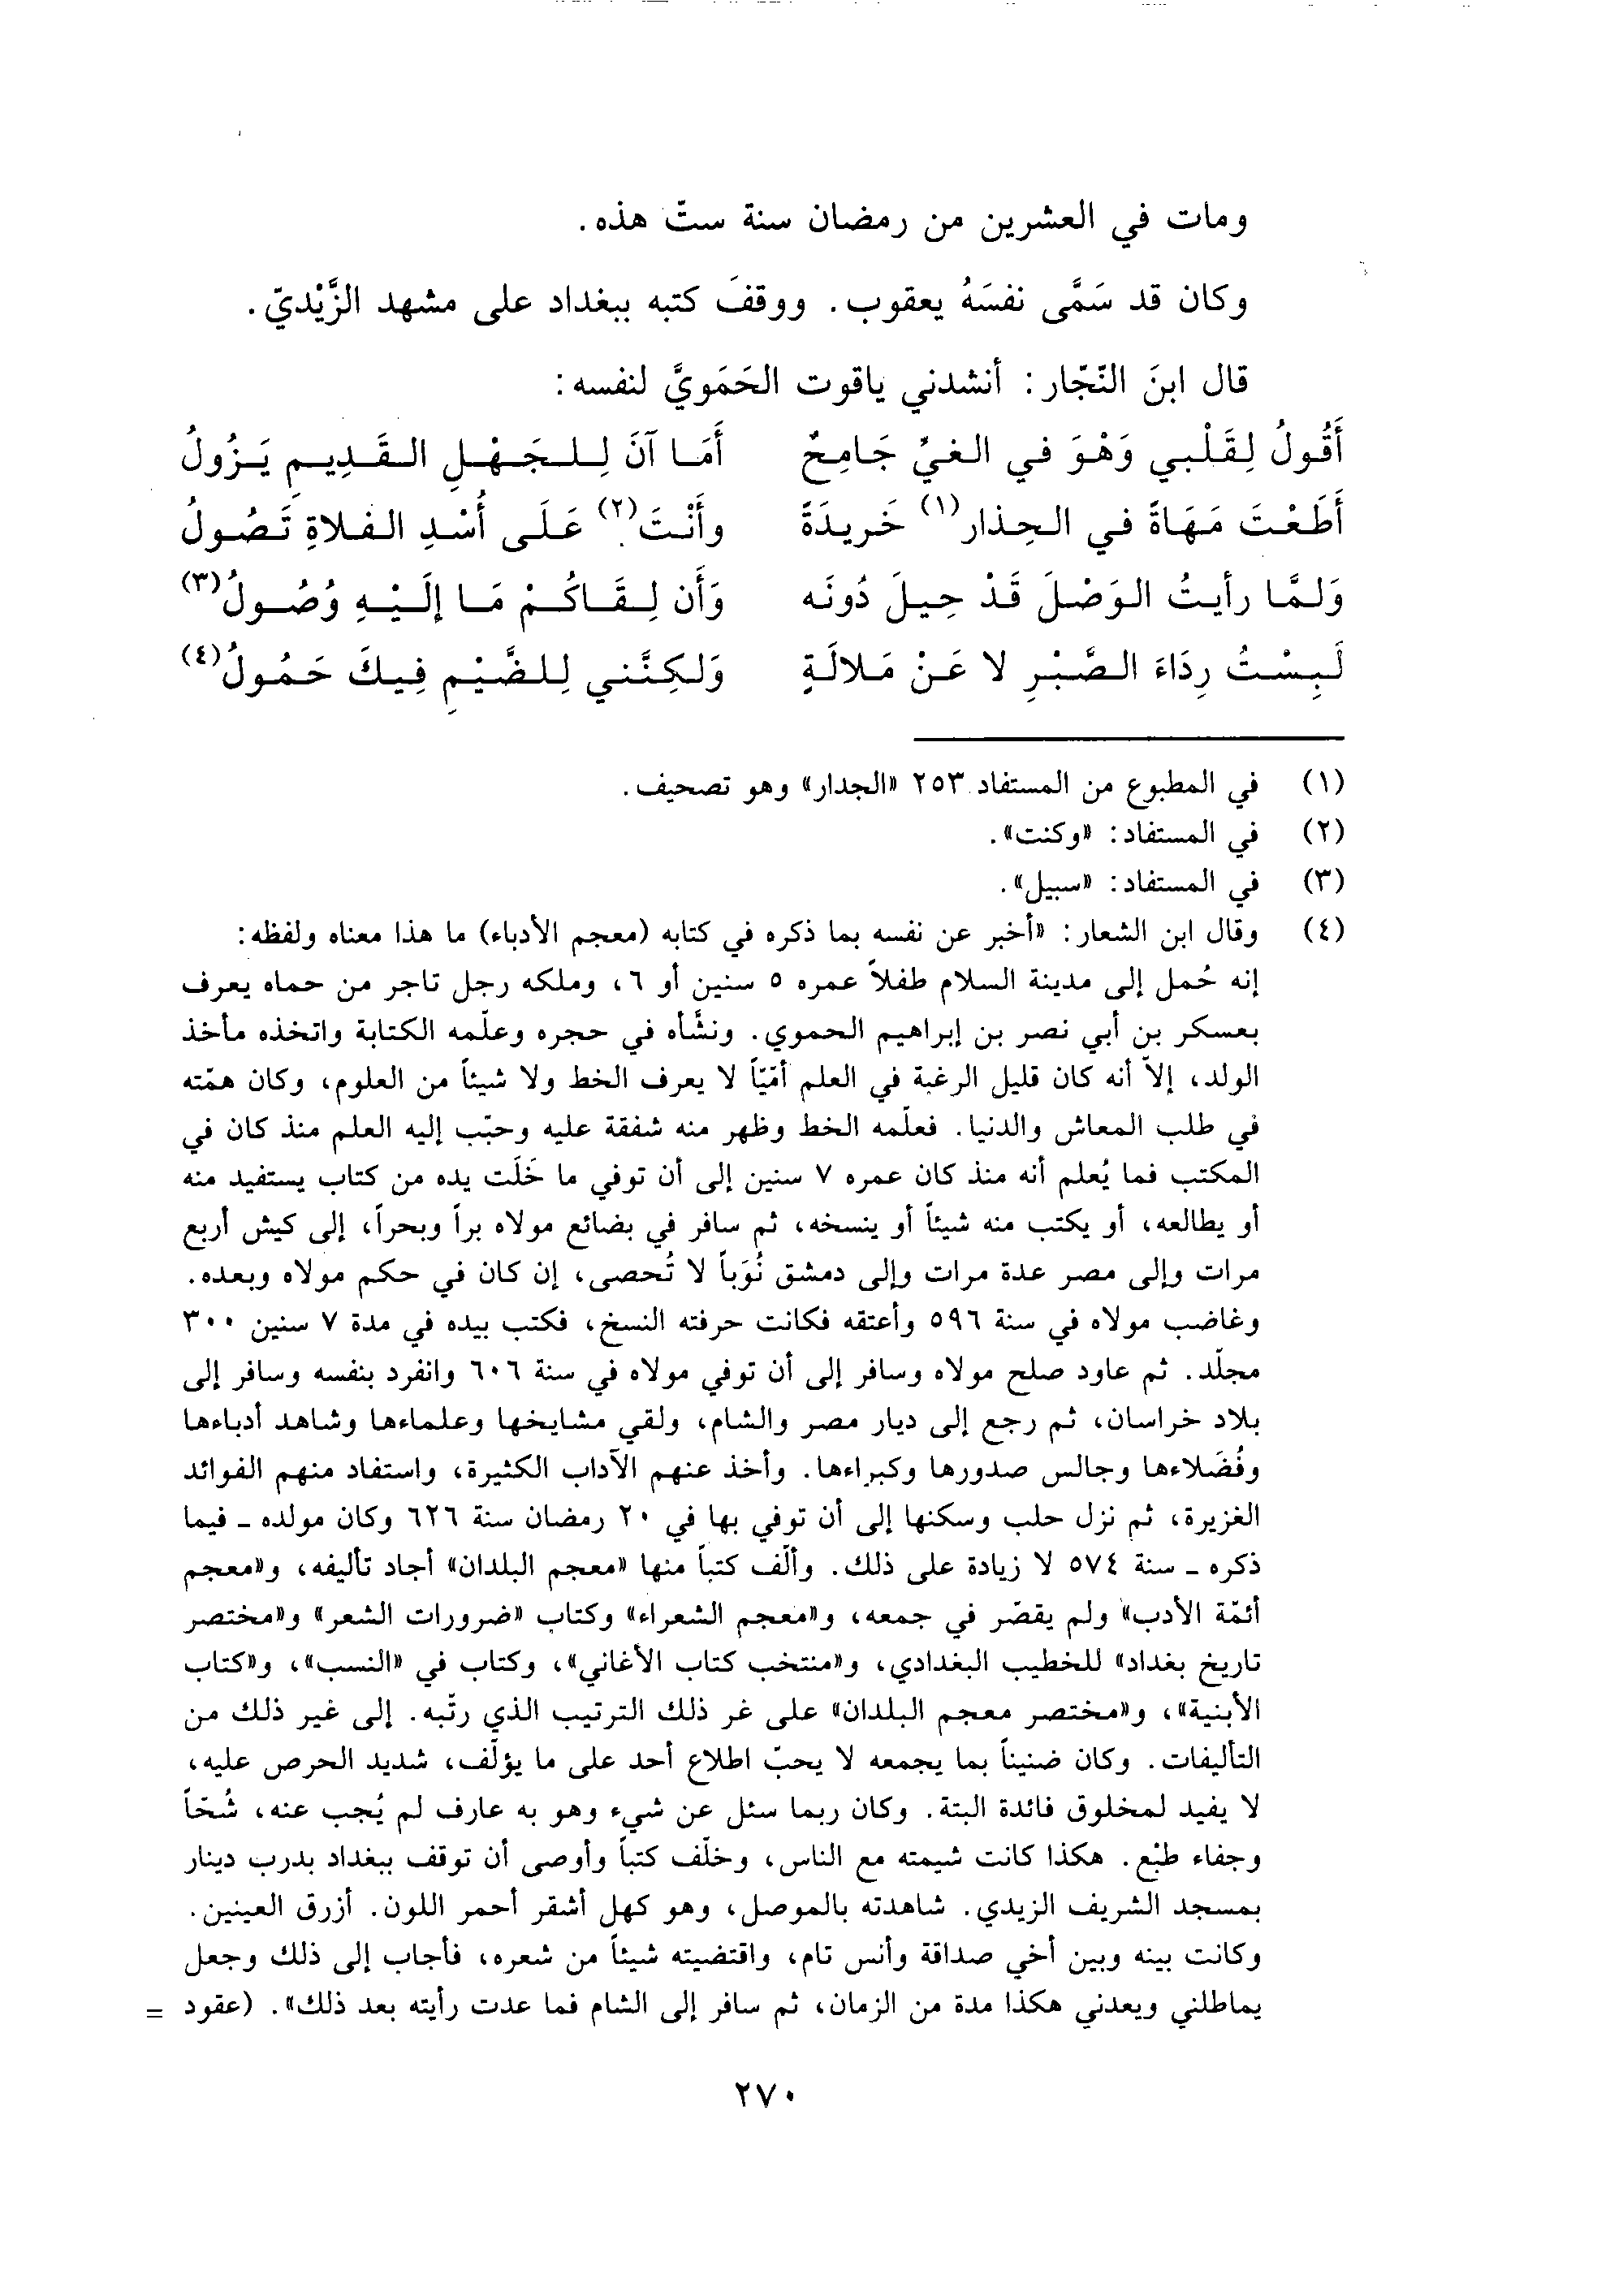 ومات في العشرين من رمضان سنة ستّ هذه.
وكان قد سَمَّى نفسَهُ يعقوب. ووقفَ كتبه ببغداد على مشهد الزَّيْديّ.
قال ابنَ النّجّار: أنشدني ياقوت الحَمَويَّ لنفسه:
أَقُولُ لِقَلْبي وَهْوَ في الغيِّ جَامِحٌ أَمَا آنَ لِلجَهْلِ القَدِيمِ يَزُولُ
أَطَعْتَ مَهَاةً في الحِذار(١) خَريدَةً وأَنْتَ(٢) عَلَى أُسْدِ الفلاةِ تَصُولُ
وَلمَّا رأيتُ الوَصْلَ قَدْ حِيلَ دُونَه وَأَن لِقَاكُمْ مَا إلَيْهِ وُصُولُ(٣)
لَبِسْتُ رِدَاءَ الصَّبْرِ لا عَنْ مَلالَةٍ وَلكِنَّني لِلضَّيْمِ فِيكَ حَمُولُ(٤)
(١) في المطبوع من المستفاد ٢٥٣ «الجدار» وهو تصحيف.
(٢) في المستفاد: «وكنت».
(٣) في المستفاد: «سبيل».
(٤) وقال ابن الشعار: «أخبر عن نفسه بما ذكره في كتابه (معجم الأدباء) ما هذا معناه ولفظه:
إنه حُمل إلى مدينة السلام طفلاً عمره ٥ سنين أو ٦، وملكه رجل تاجر من حماه يعرف
بعسكر بن أبي نصر بن إبراهيم الحموي. ونشَّأه في حجره وعلّمه الكتابة واتخذه مأخذ
الولد، إلاّ أنه كان قليل الرغبة في العلم أمّيّاً لا يعرف الخط ولا شيئاً من العلوم، وكان همّته
في طلب المعاش والدنيا. فعلّمه الخط وظهر منه شفقة عليه وحبّب إليه العلم منذ كان في
المكتب فما يُعلم أنه منذ كان عمره ٧ سنين إلى أن توفي ما خَلَت يده من كتاب يستفيد منه
أو يطالعه، أو يكتب منه شيئاً أو ينسخه، ثم سافر في بضائع مولاه براً وبحراً، إلى كيش أربع
مرات وإلى مصر عدة مرات وإلى دمشق نُوَباً لا تُحصى، إن كان في حكم مولاه وبعده.
وغاضب مولاه في سنة ٥٩٦ وأعتقه فكانت حرفته النسخ، فكتب بيده في مدة ٧ سنين ٣٠٠
مجلّد. ثم عاود صلح مولاه وسافر إلى أن توفي مولاه في سنة ٦٠٦ وانفرد بنفسه وسافر إلى
بلاد خراسان، ثم رجع إلى ديار مصر والشام، ولقي مشايخها وعلماءها وشاهد أدباءها
وفُضَلاءها وجالس صدورها وكبراءها. وأخذ عنهم الآداب الكثيرة، واستفاد منهم الفوائد
الغزيرة، ثم نزل حلب وسكنها إلى أن توفي بها في ٢٠ رمضان سنة ٦٢٦ وكان مولده ـ فيما
ذكره ـ سنة ٥٧٤ لا زيادة على ذلك. وألّف كتباً منها «معجم البلدان» أجاد تأليفه، و«معجم
أئمّة الأدب» ولم يقصّر في جمعه، و«معجم الشعراء» وكتاب «ضرورات الشعر» و«مختصر
تاريخ بغداد» للخطيب البغدادي، و«منتخب كتاب الأغاني»، وكتاب في «النسب»، و«كتاب
الأبنية»، و«مختصر معجم البلدان» على غر ذلك الترتيب الذي رتّبه. إلى غير ذلك من
التأليفات. وكان ضنيناً بما يجمعه لا يحبّ اطلاع أحد على ما يؤلّف، شديد الحرص عليه،
لا يفيد لمخلوق فائدة البتة. وكان ربما سئل عن شيء وهو به عارف لم يُجب عنه، شُحّاً
وجفاء طبْع. هكذا كانت شيمته مع الناس، وخلّف كتباً وأوصى أن توقف ببغداد بدرب دينار
بمسجد الشريف الزيدي. شاهدته بالموصل، وهو كهل أشقر أحمر اللون. أزرق العينين.
وكانت بينه وبين أخي صداقة وأنس تام، واقتضيته شيئاً من شعره، فأجاب إلى ذلك وجعل
يماطلني ويعدني هكذا مدة من الزمان، ثم سافر إلى الشام فما عدت رأيته بعد ذلك». (عقود =
٢٧٠